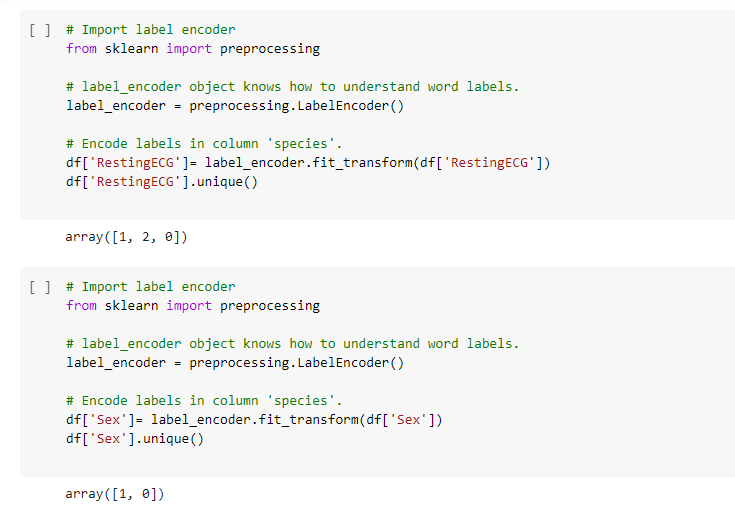 [ ] # Import label encoder
from sklearn import preprocessing
# label_encoder object knows how to understand word labels.
label_encoder = preprocessing.LabelEncoder()
# Encode labels in column 'species'.
df['RestingECG']= label_encoder.fit_transform(df['RestingECG'])
df['RestingECG'].unique()
array([1, 2, 0])
[ ] # Import label encoder
from sklearn import preprocessing
# label_encoder object knows how to understand word labels.
label_encoder = preprocessing.LabelEncoder()
# Encode labels in column 'species'.
df['Sex']= label_encoder.fit_transform(df['Sex'])
df['Sex'].unique()
array([1, 0])